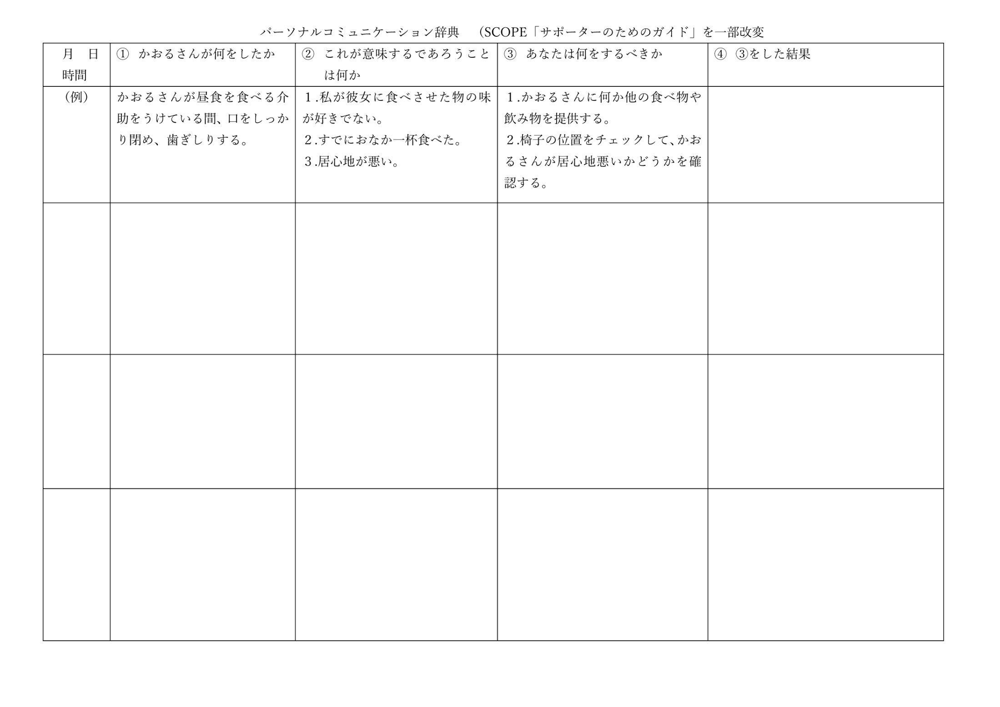 パーソナルコミュニケーション辞典　（SCOPE「サポーターのためのガイド」を一部改変
月　日
時間
① かおるさんが何をしたか
② これが意味するであろうこと
は何か
③ あなたは何をするべきか
④ ③をした結果
（例）
かおるさんが昼食を食べる介
助をうけている間、口をしっか
り閉め、歯ぎしりする。
１.私が彼女に食べさせた物の味
が好きでない。
２.すでにおなか一杯食べた。
３.居心地が悪い。
１.かおるさんに何か他の食べ物や
飲み物を提供する。
２.椅子の位置をチェックして、かお
るさんが居心地悪いかどうかを確
認する。